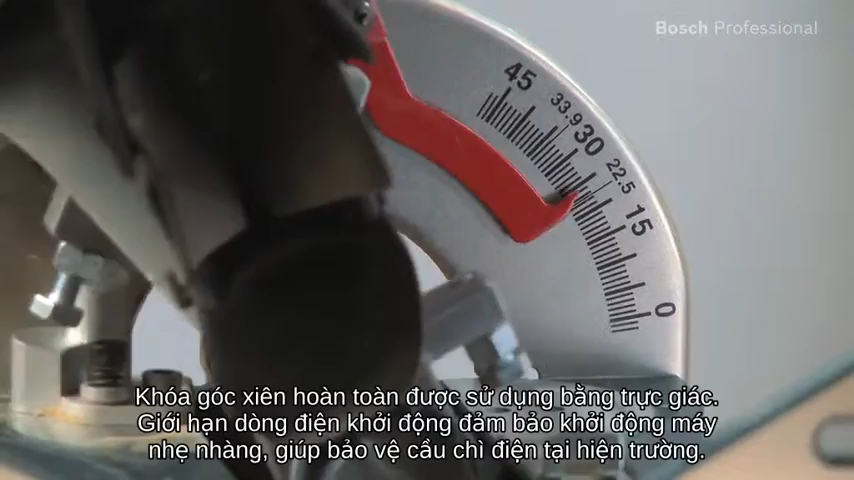 Bosch Professional
45
33.9
30
22.5
15
0
Khóa góc xiên hoàn toàn được sử dụng bằng trực giác.
Giới hạn dòng điện khởi động đảm bảo khởi động máy
nhẹ nhàng, giúp bảo vệ cầu chì điện tại hiện trường.